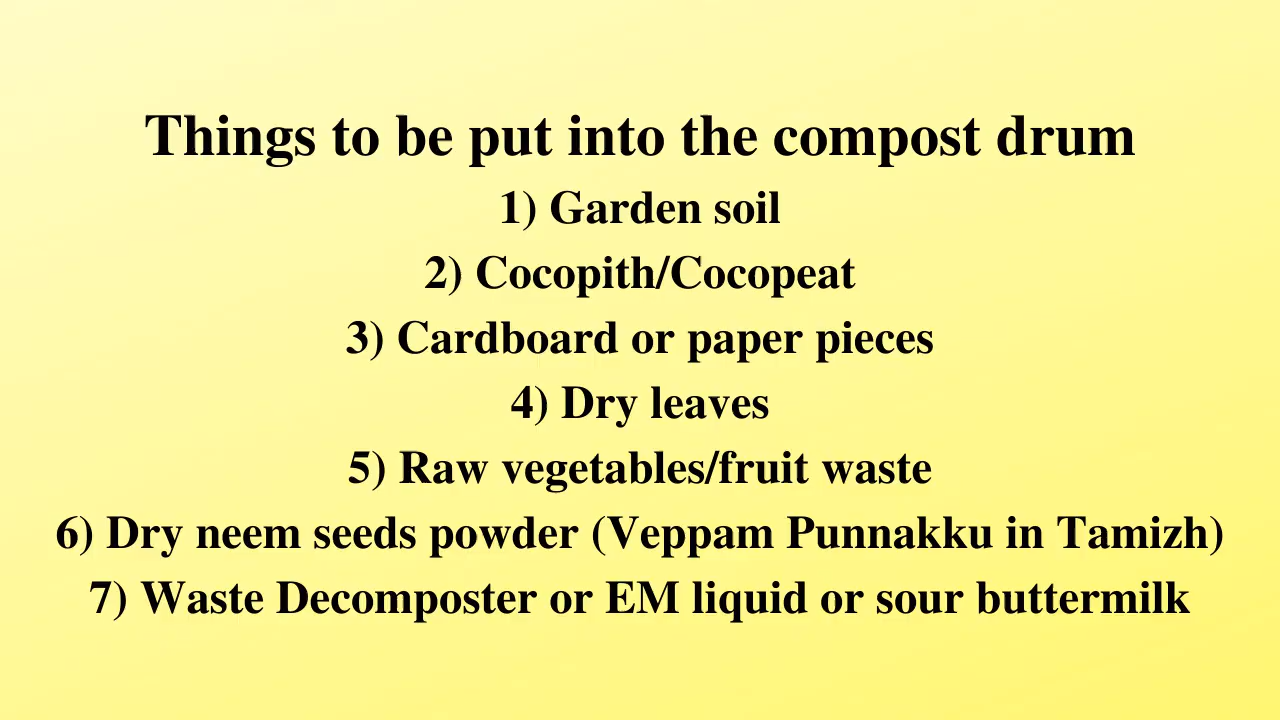 Things to be put into the compost drum
1) Garden soil
2) Cocopith/Cocopeat
3) Cardboard or paper pieces
4) Dry leaves
5) Raw vegetables/fruit waste
6) Dry neem seeds powder (Veppam Punnakku in Tamizh)
7) Waste Decomposter or EM liquid or sour buttermilk